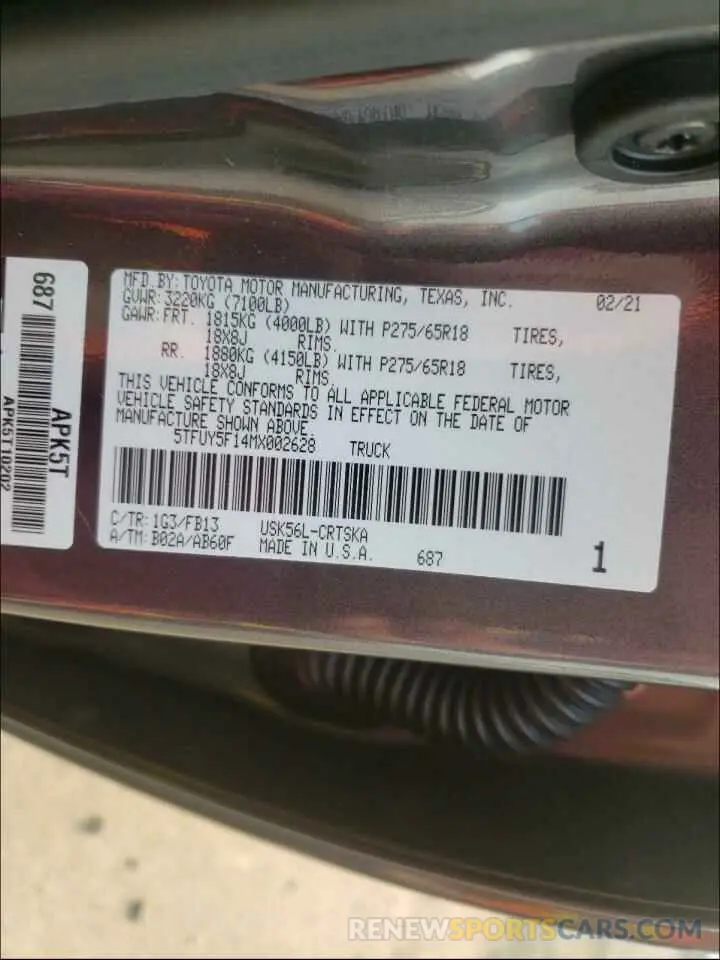 687
APK5T
APK5T10202
MFD.BY:TOYOTA MOTOR MANUFACTURING, TEXAS, INC. 02/21
GVWR:3220KG (7100LB)
GAWR:FRT. 1815KG (4000LB) WITH P275/65R18 TIRES,
18X8J RIMS.
RR. 1880KG (4150LB) WITH P275/65R18 TIRES,
18X8J RIMS.
THIS VEHICLE CONFORMS TO ALL APPLICABLE FEDERAL MOTOR
VEHICLE SAFETY STANDARDS IN EFFECT ON THE DATE OF
MANUFACTURE SHOWN ABOVE.
5TFUY5F14MX002628 TRUCK
C/TR:1G3/FB13 USK56L-CRTSKA
A/TM:B02A/AB60F MADE IN U.S.A. 687 1
RENEWSPORTSCARS.COM